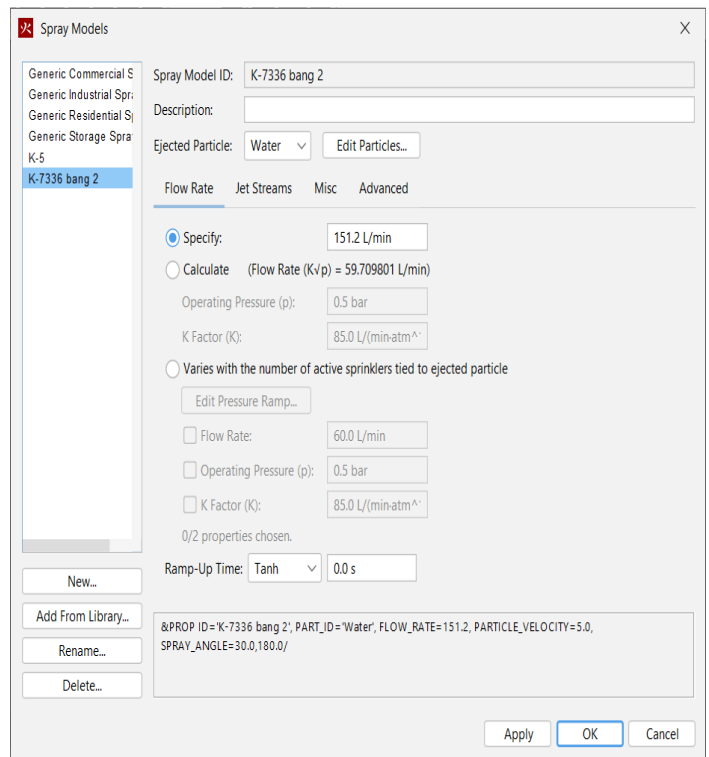 火 Spray Models X
Generic Commercial S
Generic Industrial Spra
Generic Residential Sp
Generic Storage Spra
K-5
K-7336 bang 2
Spray Model ID: K-7336 bang 2
Description:
Ejected Particle: Water Edit Particles...
Flow Rate Jet Streams Misc Advanced
Specify: 151.2 L/min
Calculate (Flow Rate (K√p) = 59.709801 L/min)
Operating Pressure (p): 0.5 bar
K Factor (K): 85.0 L/(min·atm^
Varies with the number of active sprinklers tied to ejected particle
Edit Pressure Ramp...
Flow Rate: 60.0 L/min
Operating Pressure (p): 0.5 bar
K Factor (K): 85.0 L/(min·atm^
0/2 properties chosen.
Ramp-Up Time: Tanh 0.0 s
New...
Add From Library...
Rename...
Delete...
&PROP ID='K-7336 bang 2', PART_ID='Water', FLOW_RATE=151.2, PARTICLE_VELOCITY=5.0,
SPRAY_ANGLE=30.0,180.0/
Apply OK Cancel